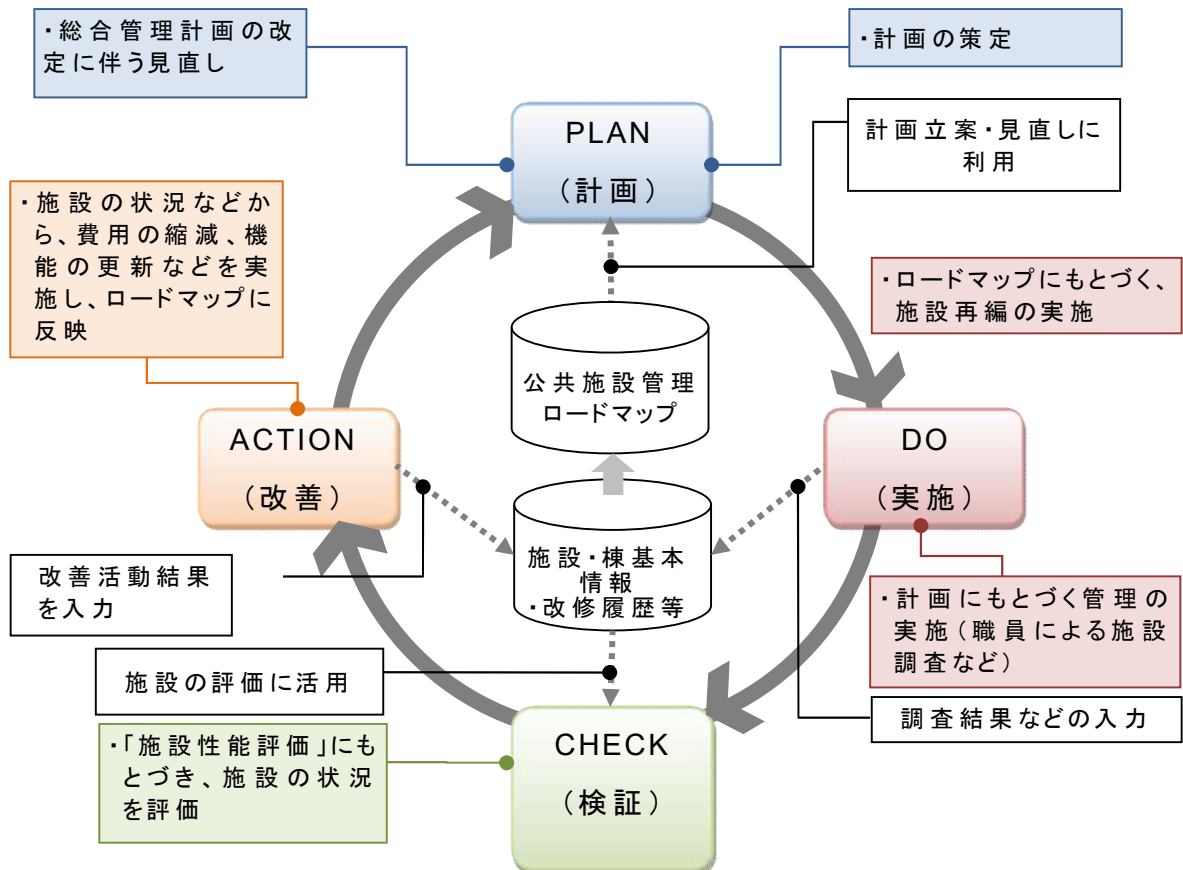 ・総合管理計画の改
定に伴う見直し
・計画の策定
PLAN
(計画)
計画立案・見直しに
利用
・施設の状況などか
ら、費用の縮減、機
能の更新などを実
施し、ロードマップに
反映
・ロードマップにもとづく、
施設再編の実施
公共施設管理
ロードマップ
ACTION
(改善)
DO
(実施)
施設・棟基本
情報
・改修履歴等
改善活動結果
を入力
・計画にもとづく管理の
実施(職員による施設
調査など)
施設の評価に活用
調査結果などの入力
・「施設性能評価」にも
とづき、施設の状況
を評価
CHECK
(検証)